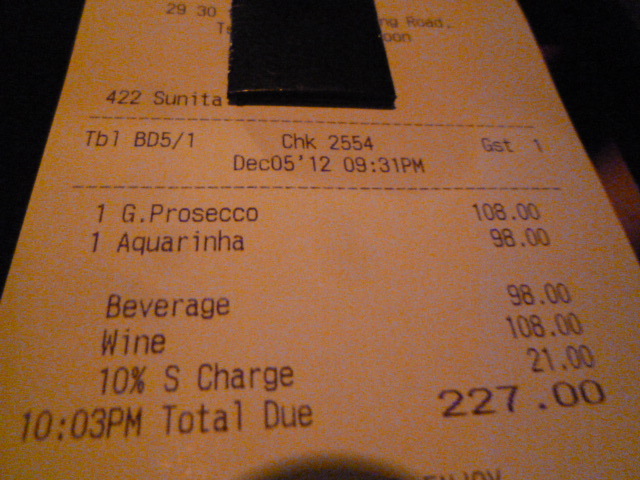 29 30 ng Road.
oon
422 Sunita
Tbl BD5/1 Chk 2554 Gst 1
Dec05'12 09:31PM
1 G.Prosecco 108.00
1 Aquarinha 98.00
Beverage 98.00
Wine 108.00
10% S Charge 21.00
10:03PM Total Due 227.00
ENJOY